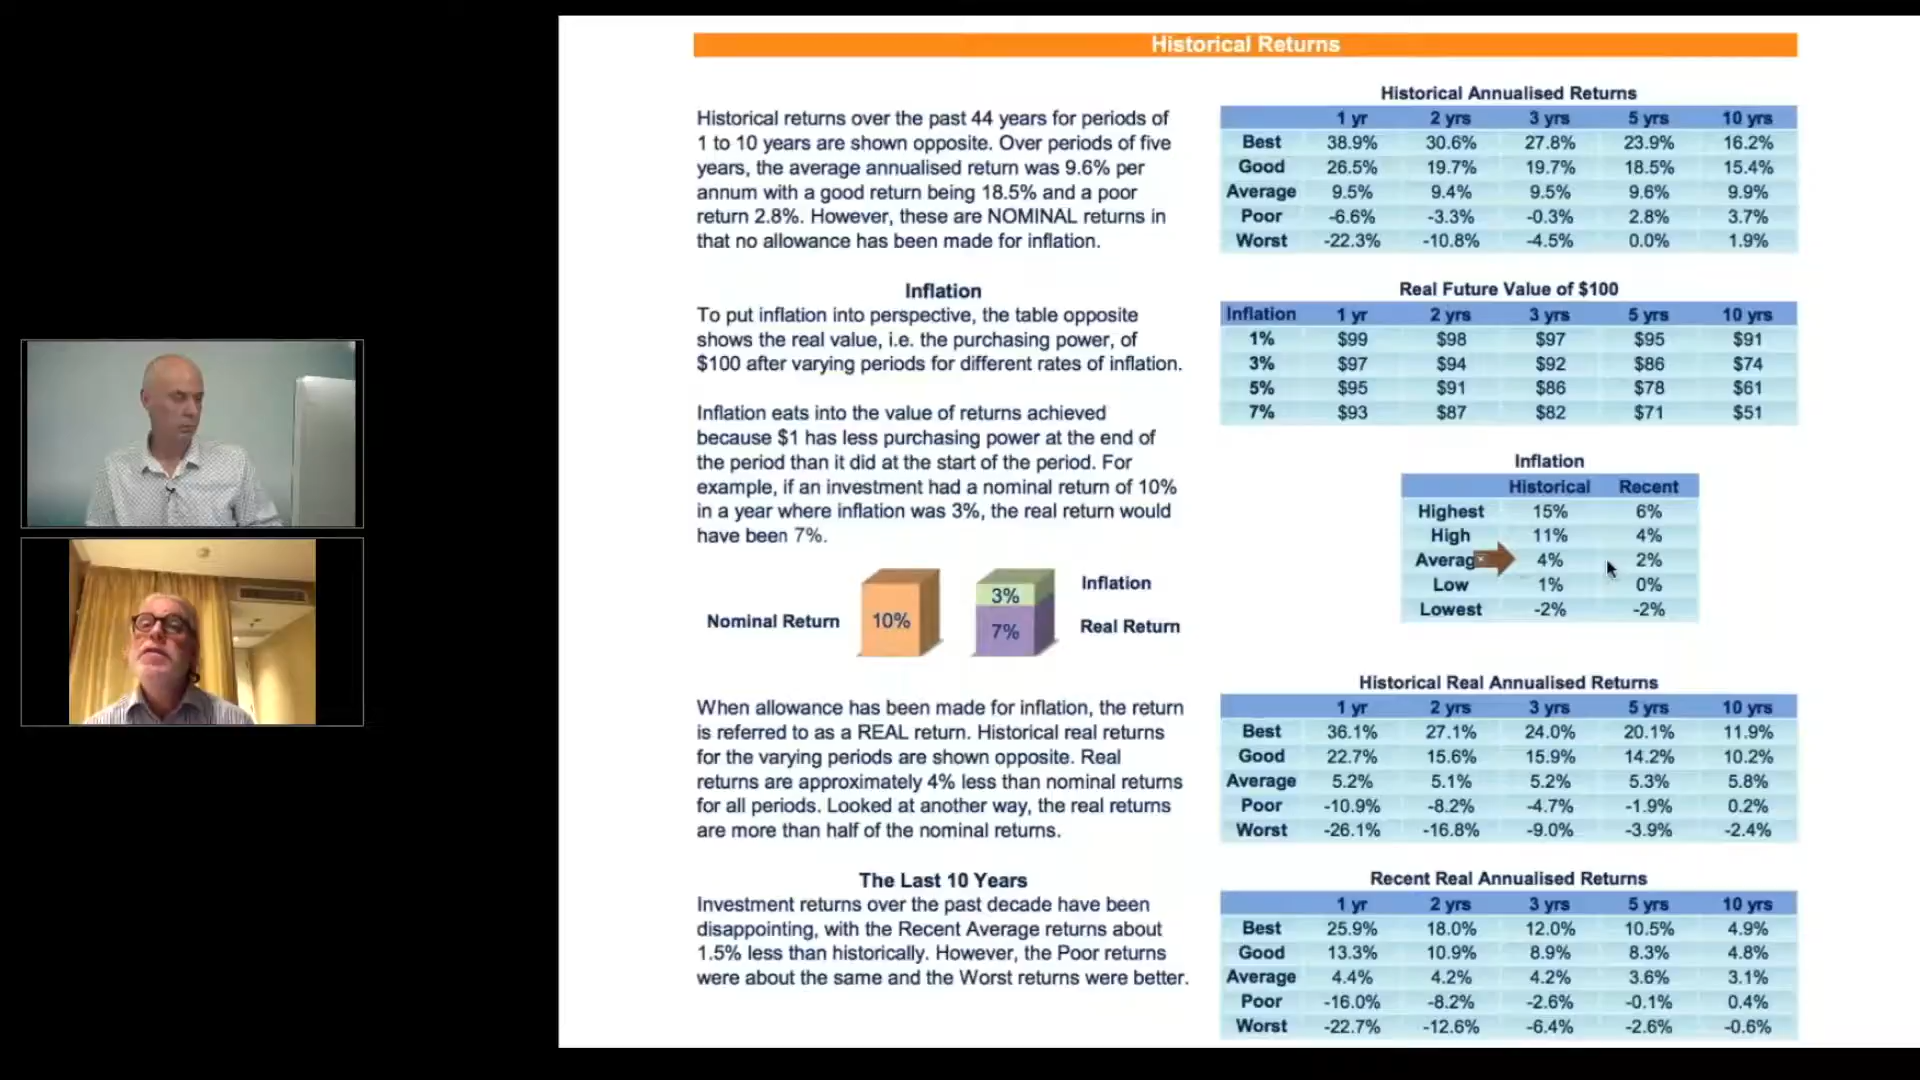 Historical Returns
Historical returns over the past 44 years for periods of
1 to 10 years are shown opposite. Over periods of five
years, the average annualised return was 9.6% per
annum with a good return being 18.5% and a poor
return 2.8%. However, these are NOMINAL returns in
that no allowance has been made for inflation.
Inflation
To put inflation into perspective, the table opposite
shows the real value, i.e. the purchasing power, of
$100 after varying periods for different rates of inflation.
Inflation eats into the value of returns achieved
because $1 has less purchasing power at the end of
the period than it did at the start of the period. For
example, if an investment had a nominal return of 10%
in a year where inflation was 3%, the real return would
have been 7%.
Nominal Return 10% 3% 7% Inflation
Real Return
When allowance has been made for inflation, the return
is referred to as a REAL return. Historical real returns
for the varying periods are shown opposite. Real
returns are approximately 4% less than nominal returns
for all periods. Looked at another way, the real returns
are more than half of the nominal returns.
The Last 10 Years
Investment returns over the past decade have been
disappointing, with the Recent Average returns about
1.5% less than historically. However, the Poor returns
were about the same and the Worst returns were better.
Historical Annualised Returns
1 yr 2 yrs 3 yrs 5 yrs 10 yrs
Best 38.9% 30.6% 27.8% 23.9% 16.2%
Good 26.5% 19.7% 19.7% 18.5% 15.4%
Average 9.5% 9.4% 9.5% 9.6% 9.9%
Poor -6.6% -3.3% -0.3% 2.8% 3.7%
Worst -22.3% -10.8% -4.5% 0.0% 1.9%
Real Future Value of $100
Inflation 1 yr 2 yrs 3 yrs 5 yrs 10 yrs
1% $99 $98 $97 $95 $91
3% $97 $94 $92 $86 $74
5% $95 $91 $86 $78 $61
7% $93 $87 $82 $71 $51
Inflation
Historical Recent
Highest 15% 6%
High 11% 4%
Averag 4% 2%
Low 1% 0%
Lowest -2% -2%
Historical Real Annualised Returns
1 yr 2 yrs 3 yrs 5 yrs 10 yrs
Best 36.1% 27.1% 24.0% 20.1% 11.9%
Good 22.7% 15.6% 15.9% 14.2% 10.2%
Average 5.2% 5.1% 5.2% 5.3% 5.8%
Poor -10.9% -8.2% -4.7% -1.9% 0.2%
Worst -26.1% -16.8% -9.0% -3.9% -2.4%
Recent Real Annualised Returns
1 yr 2 yrs 3 yrs 5 yrs 10 yrs
Best 25.9% 18.0% 12.0% 10.5% 4.9%
Good 13.3% 10.9% 8.9% 8.3% 4.8%
Average 4.4% 4.2% 4.2% 3.6% 3.1%
Poor -16.0% -8.2% -2.6% -0.1% 0.4%
Worst -22.7% -12.6% -6.4% -2.6% -0.6%